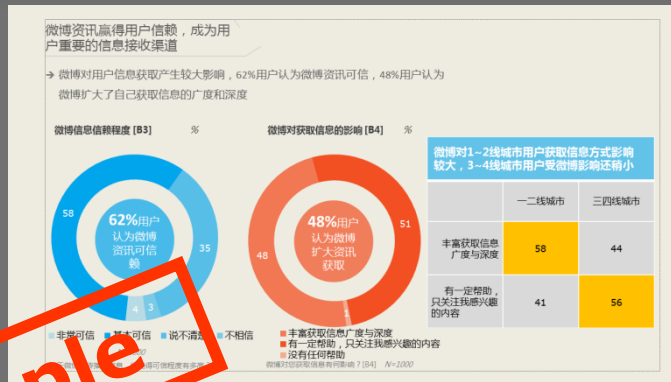 微博资讯赢得用户信赖，成为用
户重要的信息接收渠道
→ 微博对用户信息获取产生较大影响，62%用户认为微博资讯可信，48%用户认为
微博扩大了自己获取信息的广度和深度
微博信息信赖程度 [B3] %
58
35
4
3
62%用户
认为微博
资讯可信
赖
非常可信 基本可信 说不清楚 不相信
微博对获取信息的影响 [B4] %
51
48
1
48%用户
认为微博
扩大资讯
获取
丰富获取信息广度与深度
有一定帮助，只关注我感兴趣的内容
没有任何帮助
微博对您获取信息有何影响？[B4] N=1000
微博对1~2线城市用户获取信息方式影响
较大，3~4线城市用户受微博影响还稍小
一二线城市 三四线城市
丰富获取信息
广度与深度
58 44
有一定帮助，
只关注我感兴趣
的内容
41 56
ple